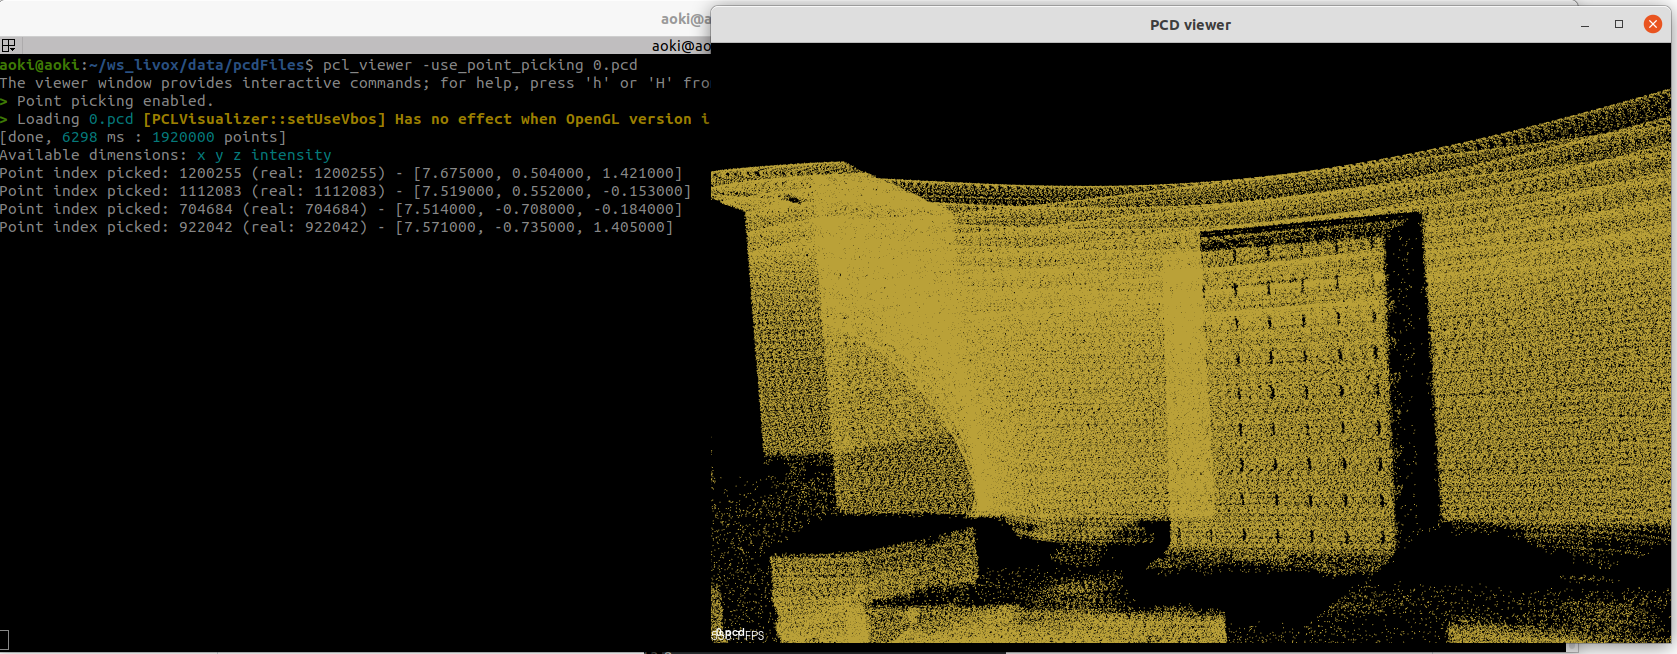 aoki@a
PCD viewer
aoki@ao
aoki@aoki:~/ws_livox/data/pcdFiles$ pcl_viewer -use_point_picking 0.pcd
The viewer window provides interactive commands; for help, press 'h' or 'H' fro
> Point picking enabled.
> Loading 0.pcd [PCLVisualizer::setUseVbos] Has no effect when OpenGL version i
[done, 6298 ms : 1920000 points]
Available dimensions: x y z intensity
Point index picked: 1200255 (real: 1200255) - [7.675000, 0.504000, 1.421000]
Point index picked: 1112083 (real: 1112083) - [7.519000, 0.552000, -0.153000]
Point index picked: 704684 (real: 704684) - [7.514000, -0.708000, -0.184000]
Point index picked: 922042 (real: 922042) - [7.571000, -0.735000, 1.405000]
0.pcd
FPS